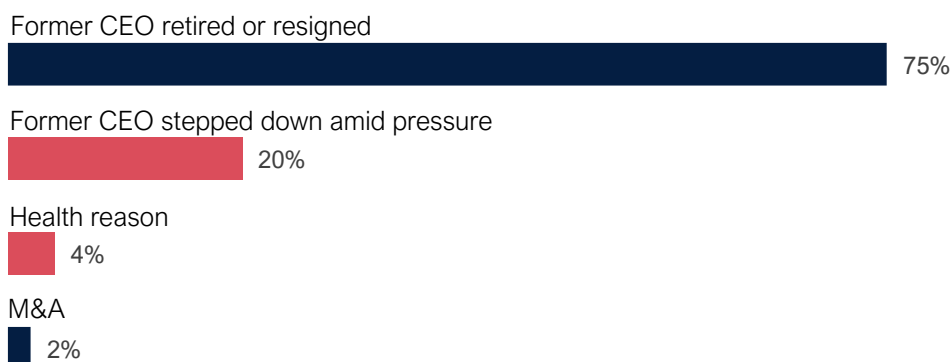 Former CEO retired or resigned
75%
Former CEO stepped down amid pressure
20%
Health reason
4%
M&A
2%